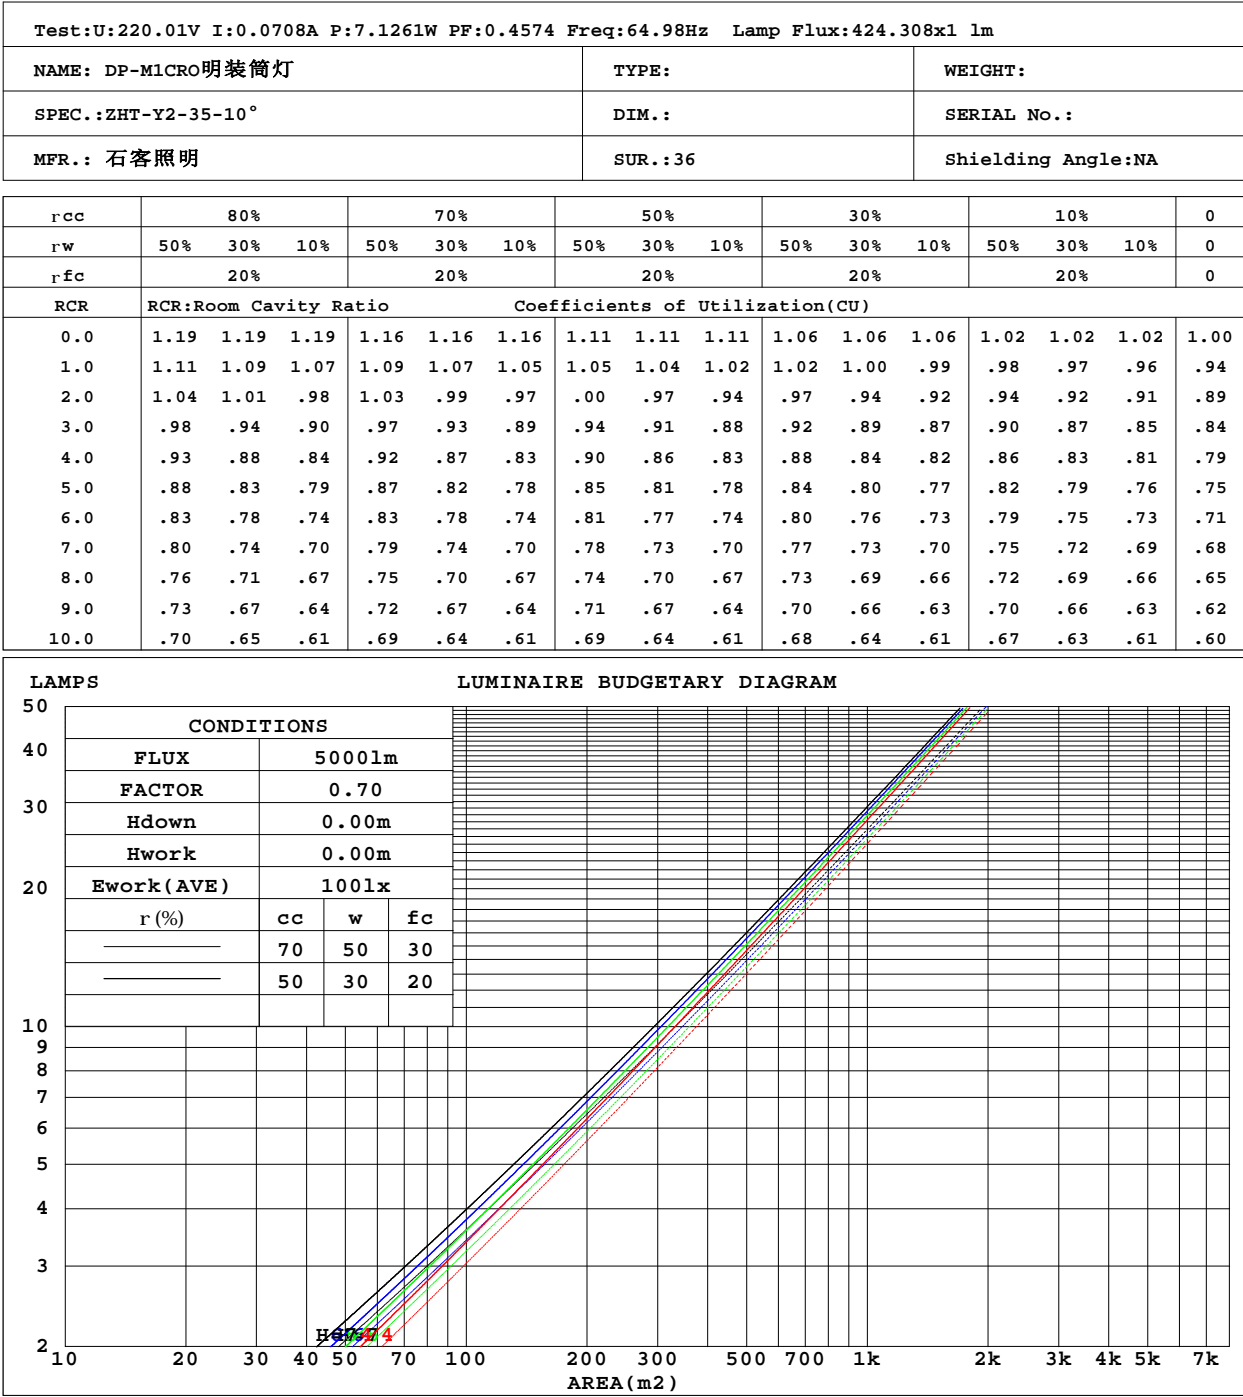 Test:U:220.01V I:0.0708A P:7.1261W PF:0.4574 Freq:64.98Hz Lamp Flux:424.308x1 lm
NAME: DP-M1CRO明装筒灯 TYPE: WEIGHT:
SPEC.:ZHT-Y2-35-10° DIM.: SERIAL No.:
MFR.: 石客照明 SUR.:36 Shielding Angle:NA
rcc 80% 70% 50% 30% 10% 0
rw 50% 30% 10% 50% 30% 10% 50% 30% 10% 50% 30% 10% 50% 30% 10% 0
rfc 20% 20% 20% 20% 20% 0
RCR RCR:Room Cavity Ratio Coefficients of Utilization(CU)
0.0 1.19 1.19 1.19 1.16 1.16 1.16 1.11 1.11 1.11 1.06 1.06 1.06 1.02 1.02 1.02 1.00
1.0 1.11 1.09 1.07 1.09 1.07 1.05 1.05 1.04 1.02 1.02 1.00 .99 .98 .97 .96 .94
2.0 1.04 1.01 .98 1.03 .99 .97 .00 .97 .94 .97 .94 .92 .94 .92 .91 .89
3.0 .98 .94 .90 .97 .93 .89 .94 .91 .88 .92 .89 .87 .90 .87 .85 .84
4.0 .93 .88 .84 .92 .87 .83 .90 .86 .83 .88 .84 .82 .86 .83 .81 .79
5.0 .88 .83 .79 .87 .82 .78 .85 .81 .78 .84 .80 .77 .82 .79 .76 .75
6.0 .83 .78 .74 .83 .78 .74 .81 .77 .74 .80 .76 .73 .79 .75 .73 .71
7.0 .80 .74 .70 .79 .74 .70 .78 .73 .70 .77 .73 .70 .75 .72 .69 .68
8.0 .76 .71 .67 .75 .70 .67 .74 .70 .67 .73 .69 .66 .72 .69 .66 .65
9.0 .73 .67 .64 .72 .67 .64 .71 .67 .64 .70 .66 .63 .70 .66 .63 .62
10.0 .70 .65 .61 .69 .64 .61 .69 .64 .61 .68 .64 .61 .67 .63 .61 .60
LAMPS LUMINAIRE BUDGETARY DIAGRAM
50
CONDITIONS
40
FLUX 5000lm
FACTOR 0.70
30
Hdown 0.00m
Hwork 0.00m
20
Ework(AVE) 100lx
r (%) cc w fc
70 50 30
50 30 20
10
9
8
7
6
5
4
3
2
10 20 30 40 50 70 100 200 300 500 700 1k 2k 3k 4k 5k 7k
AREA(m2)